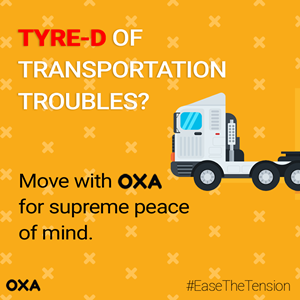 TYRE-D OF
TRANSPORTATION
TROUBLES?
Move with OXA
for supreme peace
of mind.
OXA
#EaseTheTension